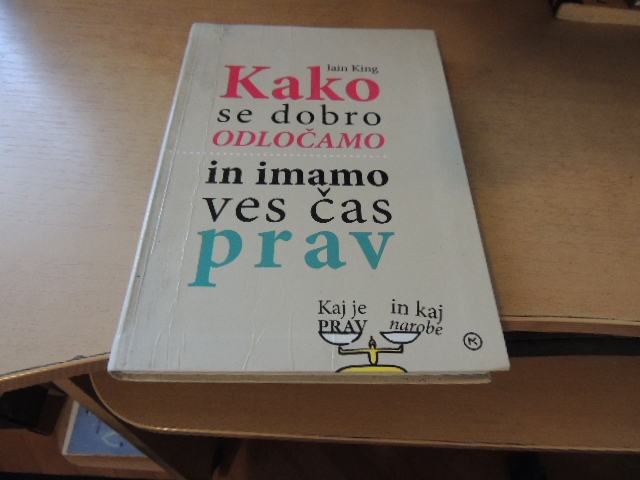 Iain King
Kako
se dobro
ODLOČAMO
in imamo
ves čas
prav
Kaj je in kaj
PRAV narobe